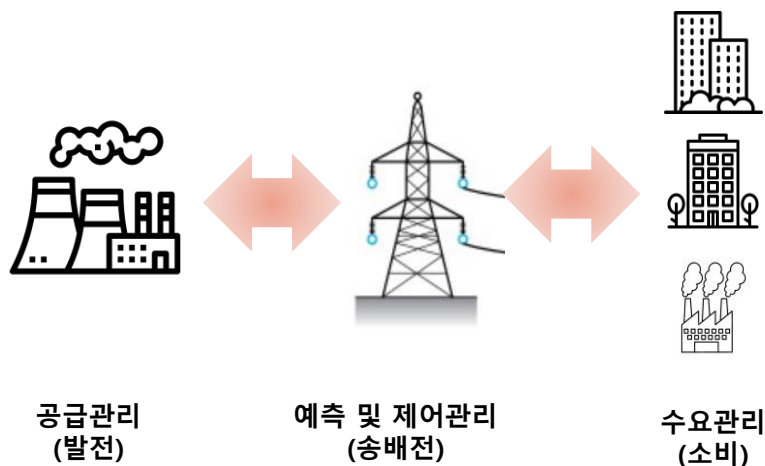 공급관리
(발전)
예측 및 제어관리
(송배전)
수요관리
(소비)